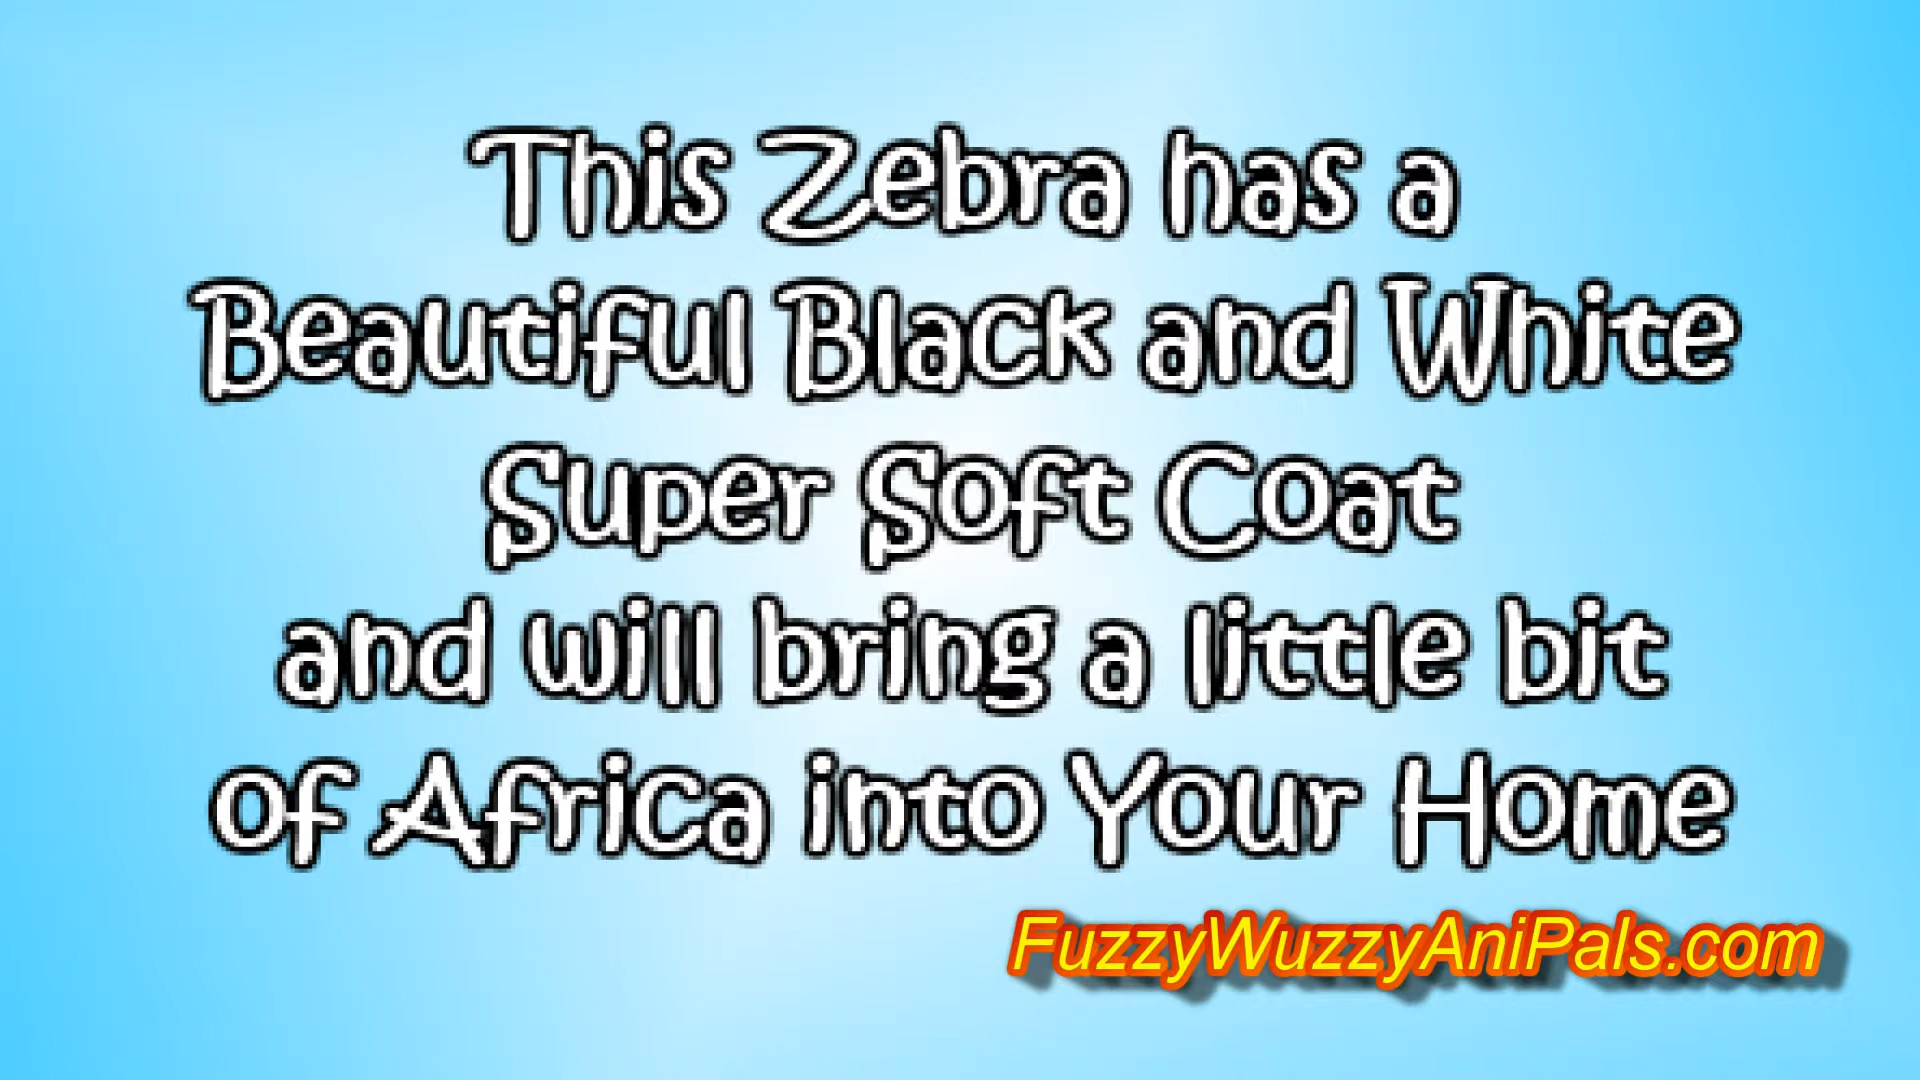 This Zebra has a
Beautiful Black and White
Super Soft Coat
and will bring a little bit
of Africa into Your Home
FuzzyWuzzyAniPals.com